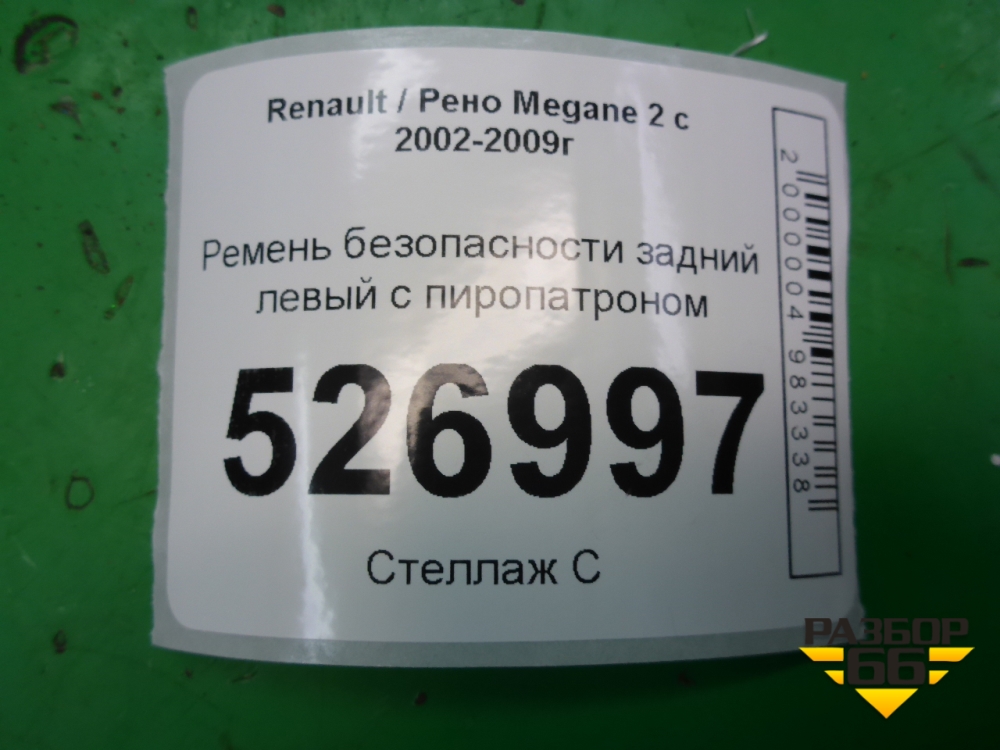 Renault / Рено Megane 2 с
2002-2009г
Ремень безопасности задний
левый с пиропатроном
526997
Стеллаж С
2000004983338
РАЗБОР
66